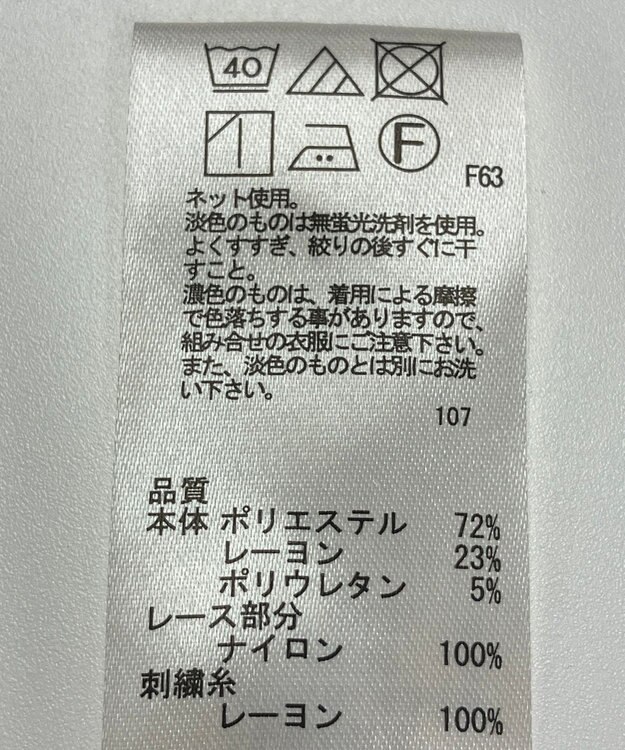 40
F
F63
ネット使用。
淡色のものは無蛍光洗剤を使用。
よくすすぎ、絞りの後すぐに干
すこと。
濃色のものは、着用による摩擦
で色落ちする事がありますので、
組み合せの衣服にご注意下さい。
また、淡色のものとは別にお洗
い下さい。
107
品質
本体 ポリエステル 72%
レーヨン 23%
ポリウレタン 5%
レース部分
ナイロン 100%
刺繍糸
レーヨン 100%